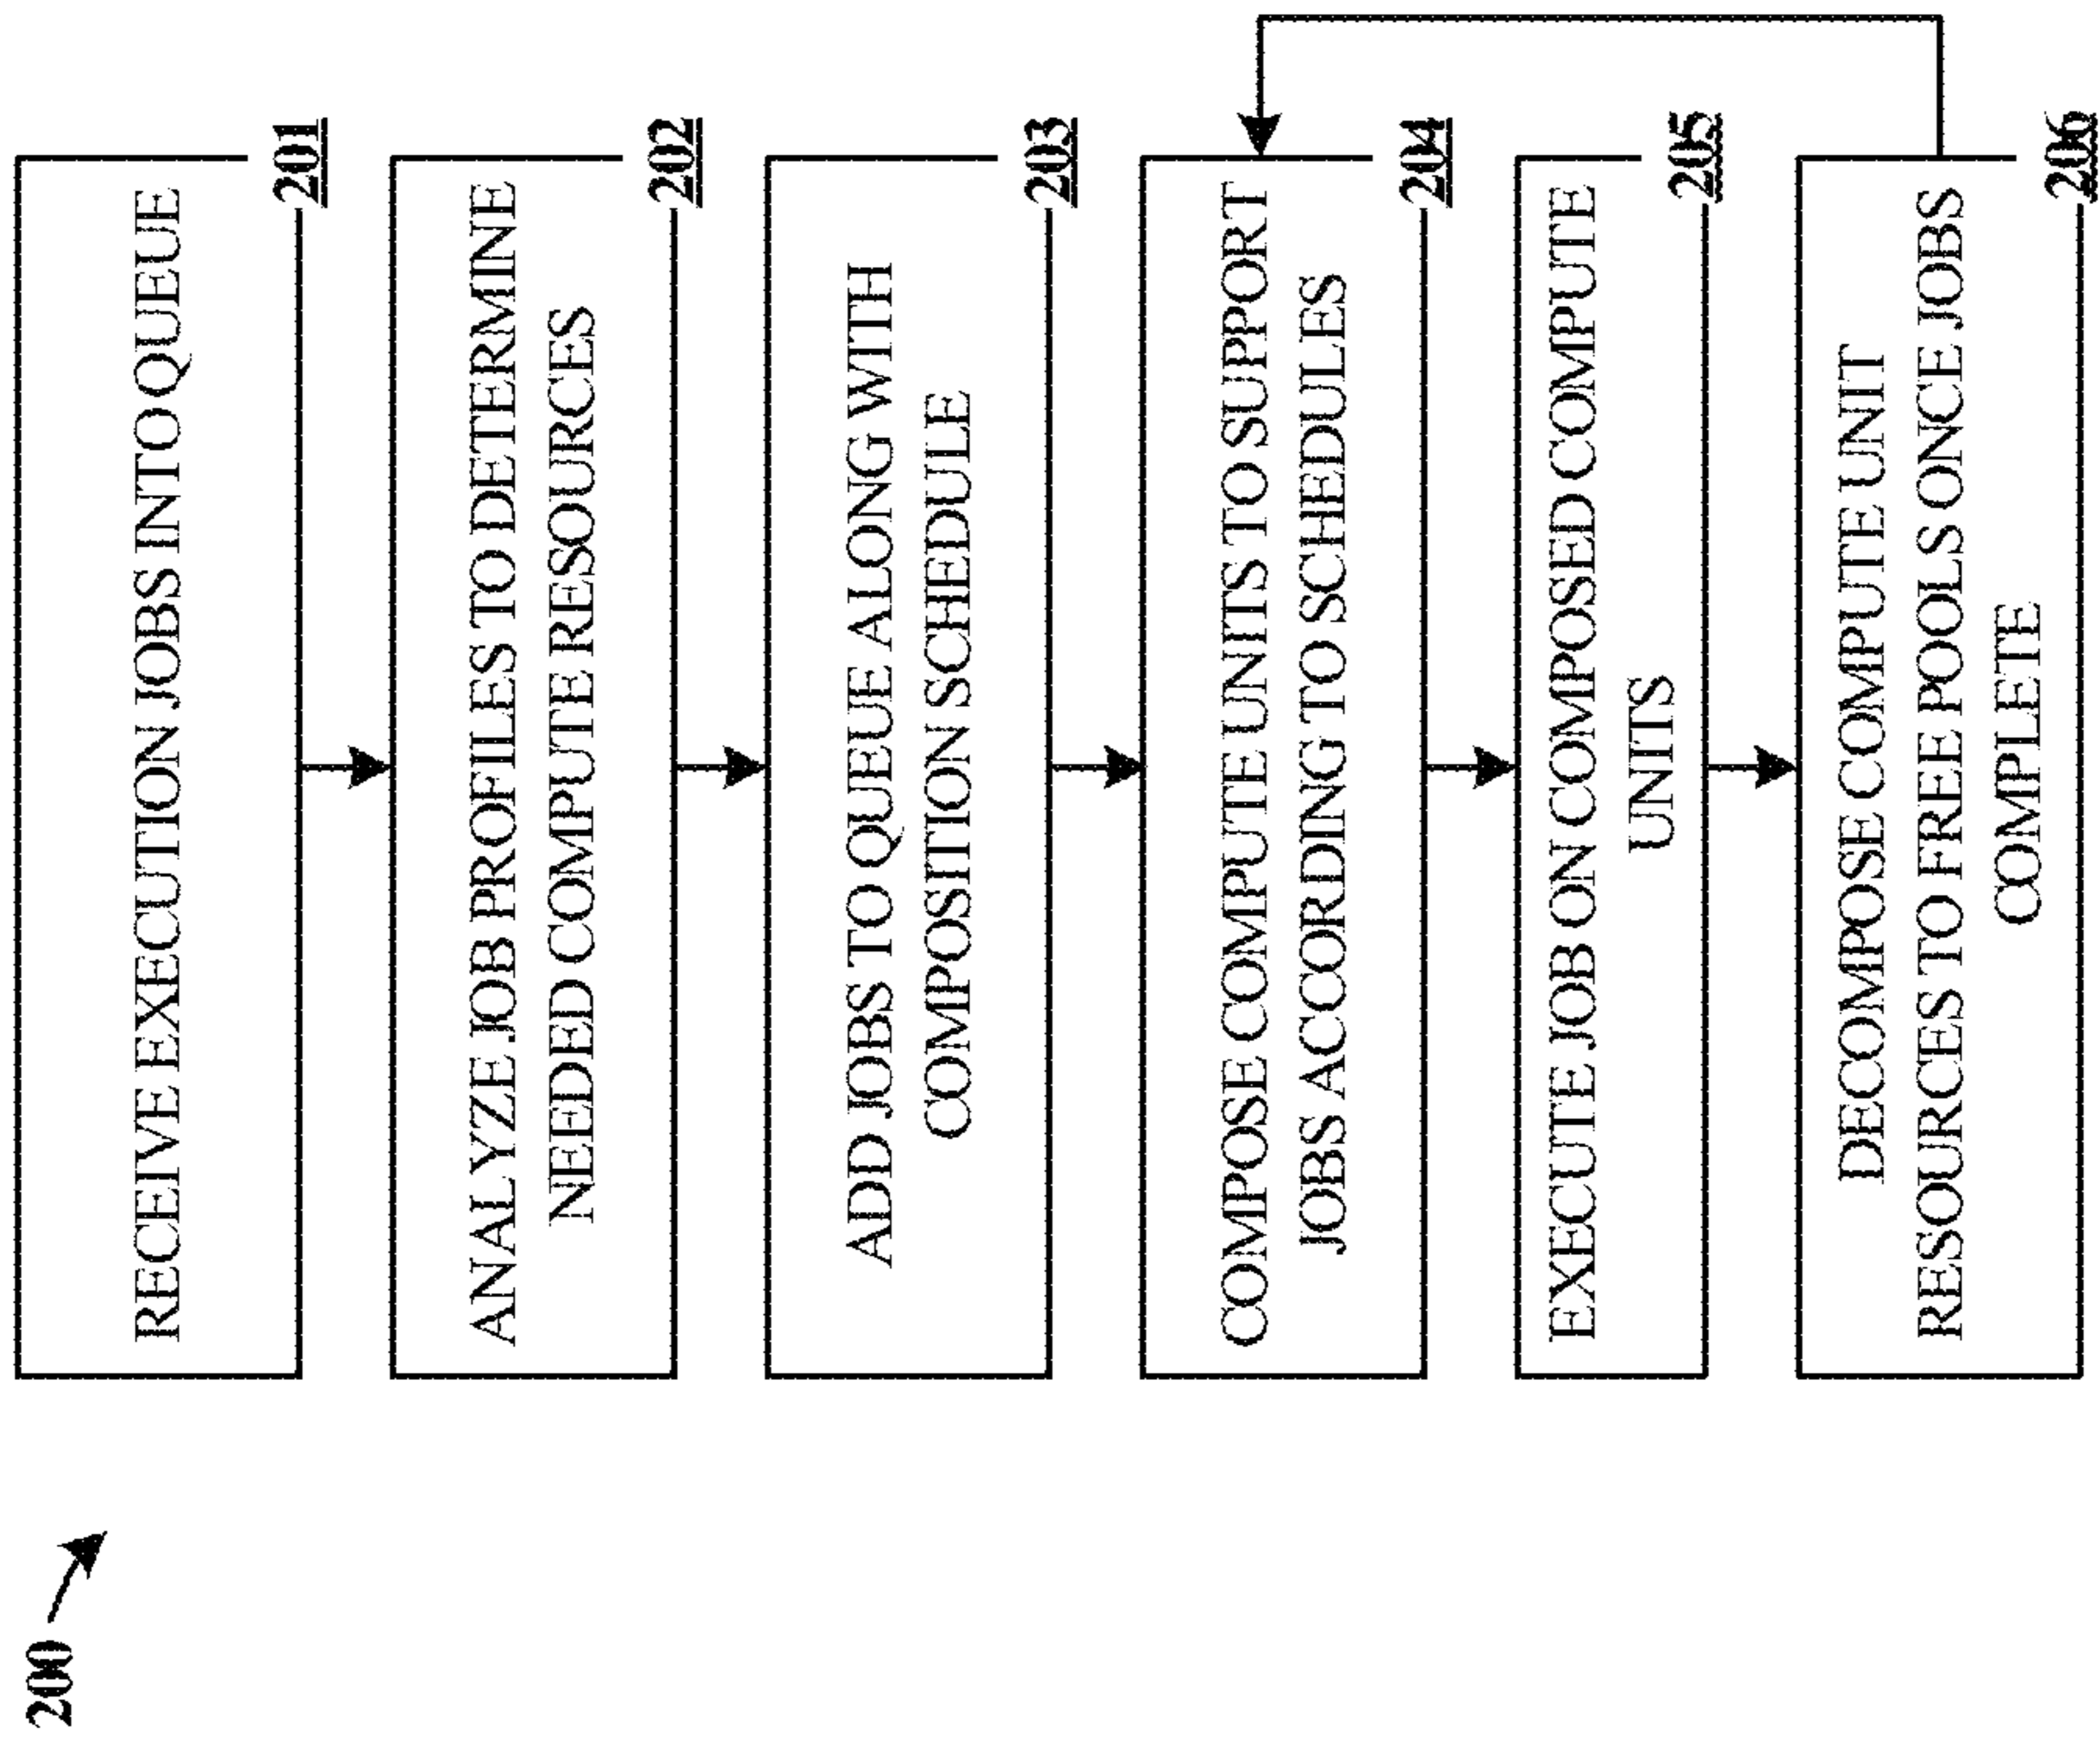 200
RECEIVE EXECUTION JOBS INTO QUEUE
201
ANALYZE JOB PROFILES TO DETERMINE
NEEDED COMPUTE RESOURCES
202
ADD JOBS TO QUEUE ALONG WITH
COMPOSITION SCHEDULE
203
COMPOSE COMPUTE UNITS TO SUPPORT
JOBS ACCORDING TO SCHEDULES
204
EXECUTE JOB ON COMPOSED COMPUTE
UNITS
205
DECOMPOSE COMPUTE UNIT
RESOURCES TO FREE POOLS ONCE JOBS
COMPLETE
206